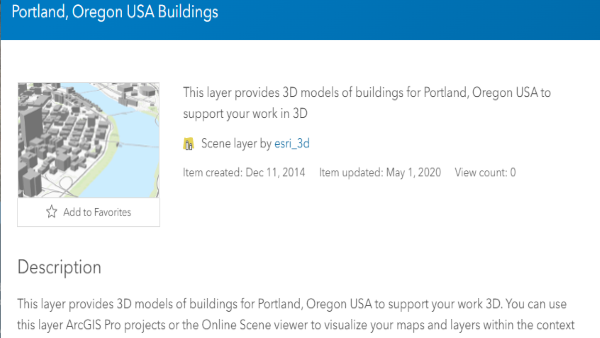 Portland, Oregon USA Buildings
This layer provides 3D models of buildings for Portland, Oregon USA to
support your work in 3D
Scene layer by esri_3d
Item created: Dec 11, 2014 Item updated: May 1, 2020 View count: 0
Add to Favorites
Description
This layer provides 3D models of buildings for Portland, Oregon USA to support your work 3D. You can use
this layer ArcGIS Pro projects or the Online Scene viewer to visualize your maps and layers within the context